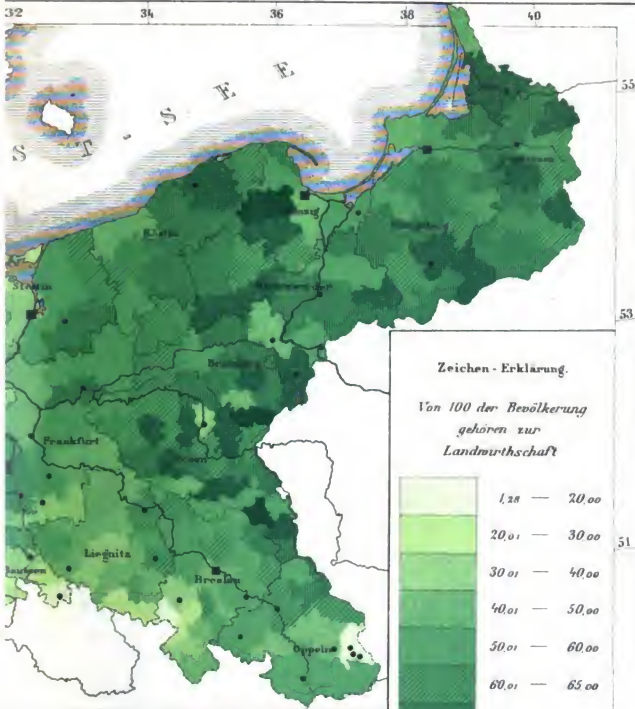 32 34 36 38 40
55
S T - S E E
Köslin
Stettin
53
Bromberg
Zeichen - Erklärung.
Von 100 der Bevölkerung
gehören zur
Landwirthschaft
Frankfurt
Posen
1,28 — 20,00
20,01 — 30,00
51
Liegnitz
30,01 — 40,00
Bautzen
Breslau
40,01 — 50,00
Oppeln
50,01 — 60,00
60,01 — 65,00